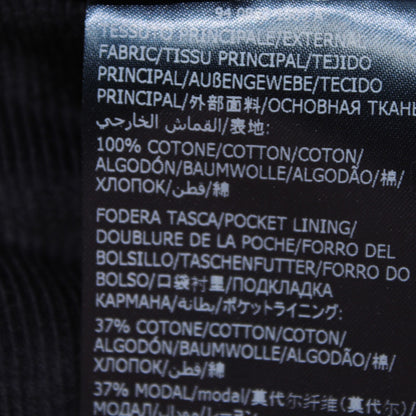 TESSUTO PRINCIPALE/EXTERNAL
FABRIC/TISSU PRINCIPAL/TEJIDO
PRINCIPAL/AUßENGEWEBE/TECIDO
PRINCIPAL/外部面料/ОСНОВНАЯ ТКАНЬ
القماش الخارجي/表地:
100% COTONE/COTTON/COTON/
ALGODÓN/BAUMWOLLE/ALGODÃO/棉/
ХЛОПОК/قطن/綿
FODERA TASCA/POCKET LINING/
DOUBLURE DE LA POCHE/FORRO DEL
BOLSILLO/TASCHENFUTTER/FORRO DO
BOLSO/口袋衬里/ПОДКЛАДКА
КАРМАНА/بطانة/ポケットライニング:
37% COTONE/COTTON/COTON/
ALGODÓN/BAUMWOLLE/ALGODÃO/棉/
ХЛОПОК/قطن/綿
37% MODAL/modal/莫代尔纤维(莫代尔)/